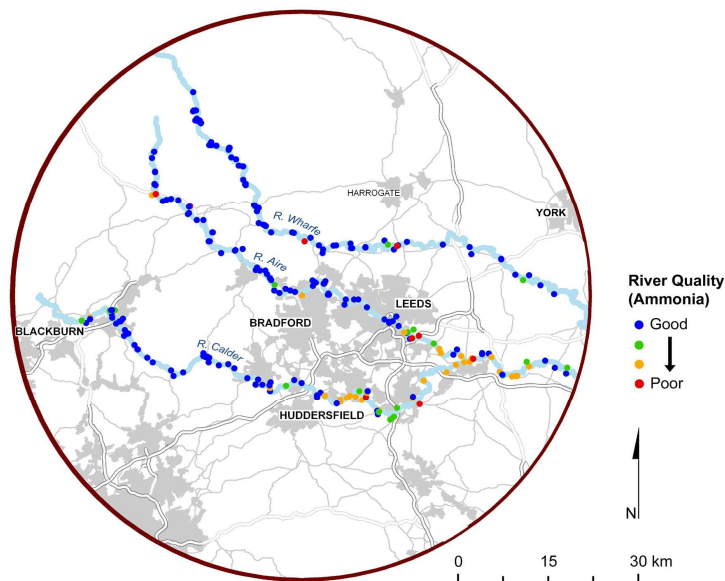 HARROGATE
YORK
R. Wharfe
R. Aire
LEEDS
BRADFORD
BLACKBURN
R. Calder
HUDDERSFIELD
River Quality
(Ammonia)
Good
Poor
N
0 15 30 km